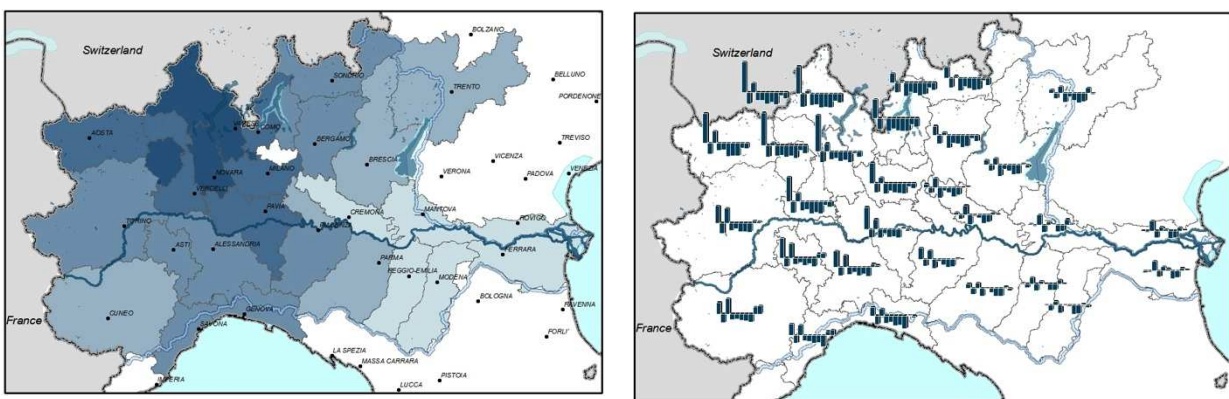 BOLZANO
Switzerland
SONDRIO
BELLUNO
TRENTO
PORDENONE
AOSTA
COMO
BERGAMO
TREVISO
BRESCIA
VICENZA
NOVARA
MILANO
VERONA
PADOVA
VENEZIA
VERCELLI
PAVIA
CREMONA
MANTOVA
TORINO
ROVIGO
ASTI
ALESSANDRIA
PARMA
FERRARA
REGGIO-EMILIA
MODENA
BOLOGNA
RAVENNA
France
CUNEO
SAVONA
GENOVA
FORLI'
LA SPEZIA
MASSA CARRARA
IMPERIA
LUCCA
PISTOIA
Switzerland
France